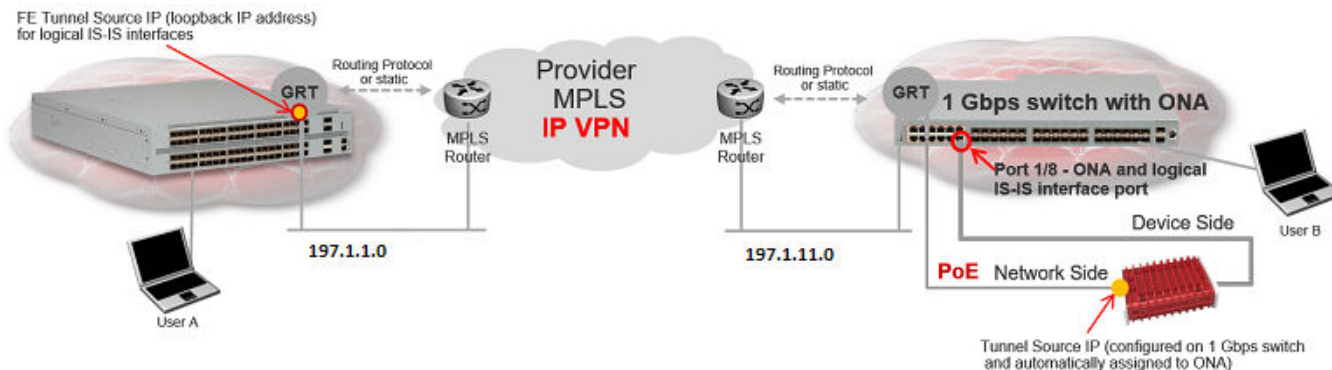 FE Tunnel Source IP (loopback IP address)
for logical IS-IS interfaces
GRT
Routing Protocol
or static
MPLS
Router
Provider
MPLS
IP VPN
Routing Protocol
or static
MPLS
Router
GRT
1 Gbps switch with ONA
Port 1/8 - ONA and logical
IS-IS interface port
User B
Device Side
197.1.1.0
197.1.11.0
PoE Network Side
User A
Tunnel Source IP (configured on 1 Gbps switch
and automatically assigned to ONA)